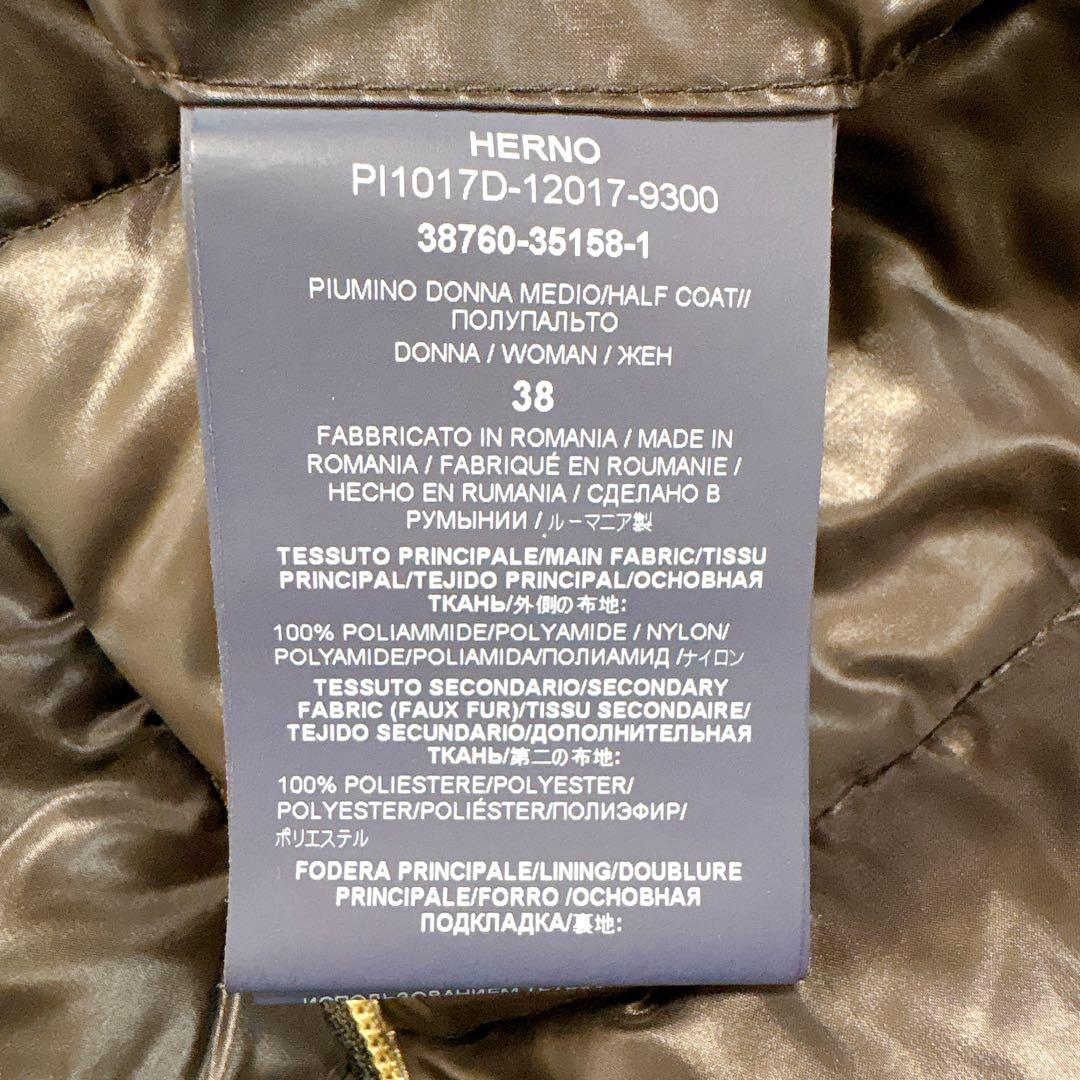 HERNO
PI1017D-12017-9300
38760-35158-1
PIUMINO DONNA MEDIO/HALF COAT//
ПОЛУПАЛЬТО
DONNA / WOMAN / ЖЕН
38
FABBRICATO IN ROMANIA / MADE IN
ROMANIA / FABRIQUÉ EN ROUMANIE /
HECHO EN RUMANIA / СДЕЛАНО В
РУМЫНИИ / ルーマニア製
TESSUTO PRINCIPALE/MAIN FABRIC/TISSU
PRINCIPAL/TEJIDO PRINCIPAL/ОСНОВНАЯ
ТКАНЬ/外側の布地:
100% POLIAMMIDE/POLYAMIDE / NYLON/
POLYAMIDE/POLIAMIDA/ПОЛИАМИД /ナイロン
TESSUTO SECONDARIO/SECONDARY
FABRIC (FAUX FUR)/TISSU SECONDAIRE/
TEJIDO SECUNDARIO/ДОПОЛНИТЕЛЬНАЯ
ТКАНЬ/第二の布地:
100% POLIESTERE/POLYESTER/
POLYESTER/POLIÉSTER/ПОЛИЭФИР/
ポリエステル
FODERA PRINCIPALE/LINING/DOUBLURE
PRINCIPALE/FORRO /ОСНОВНАЯ
ПОДКЛАДКА/裏地:
ИСПОЛЬЗОВАНИЕМ